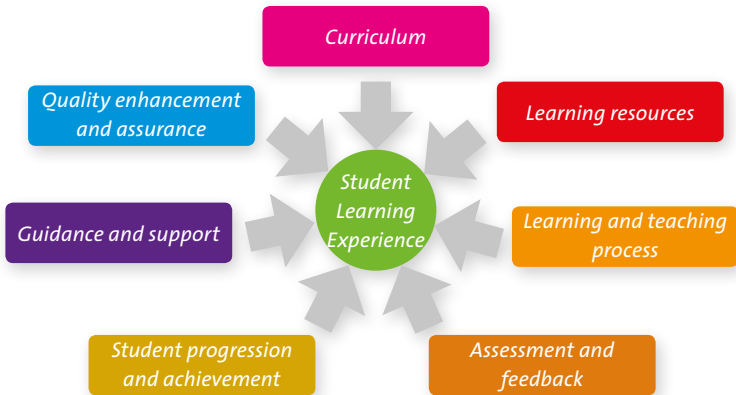 Curriculum
Quality enhancement
and assurance
Learning resources
Student
Learning
Experience
Guidance and support
Learning and teaching
process
Student progression
and achievement
Assessment and
feedback